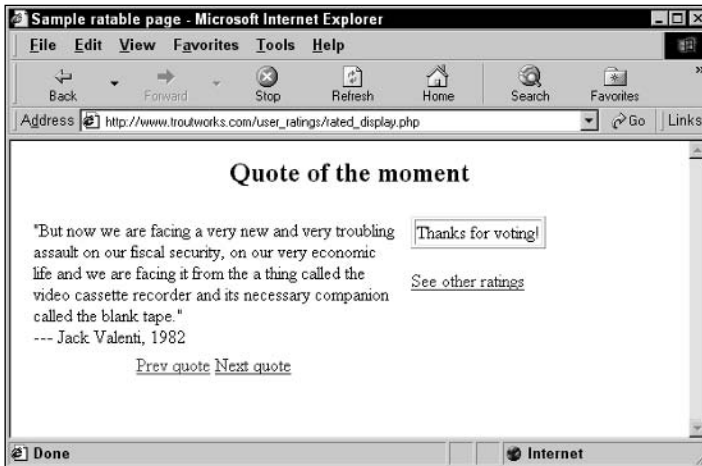 Sample ratable page - Microsoft Internet Explorer
File Edit View Favorites Tools Help
Back Forward Stop Refresh Home Search Favorites »
Address http://www.troutworks.com/user_ratings/rated_display.php Go Links
Quote of the moment
"But now we are facing a very new and very troubling
assault on our fiscal security, on our very economic
life and we are facing it from the a thing called the
video cassette recorder and its necessary companion
called the blank tape."
--- Jack Valenti, 1982
Prev quote Next quote
Thanks for voting!
See other ratings
Done Internet